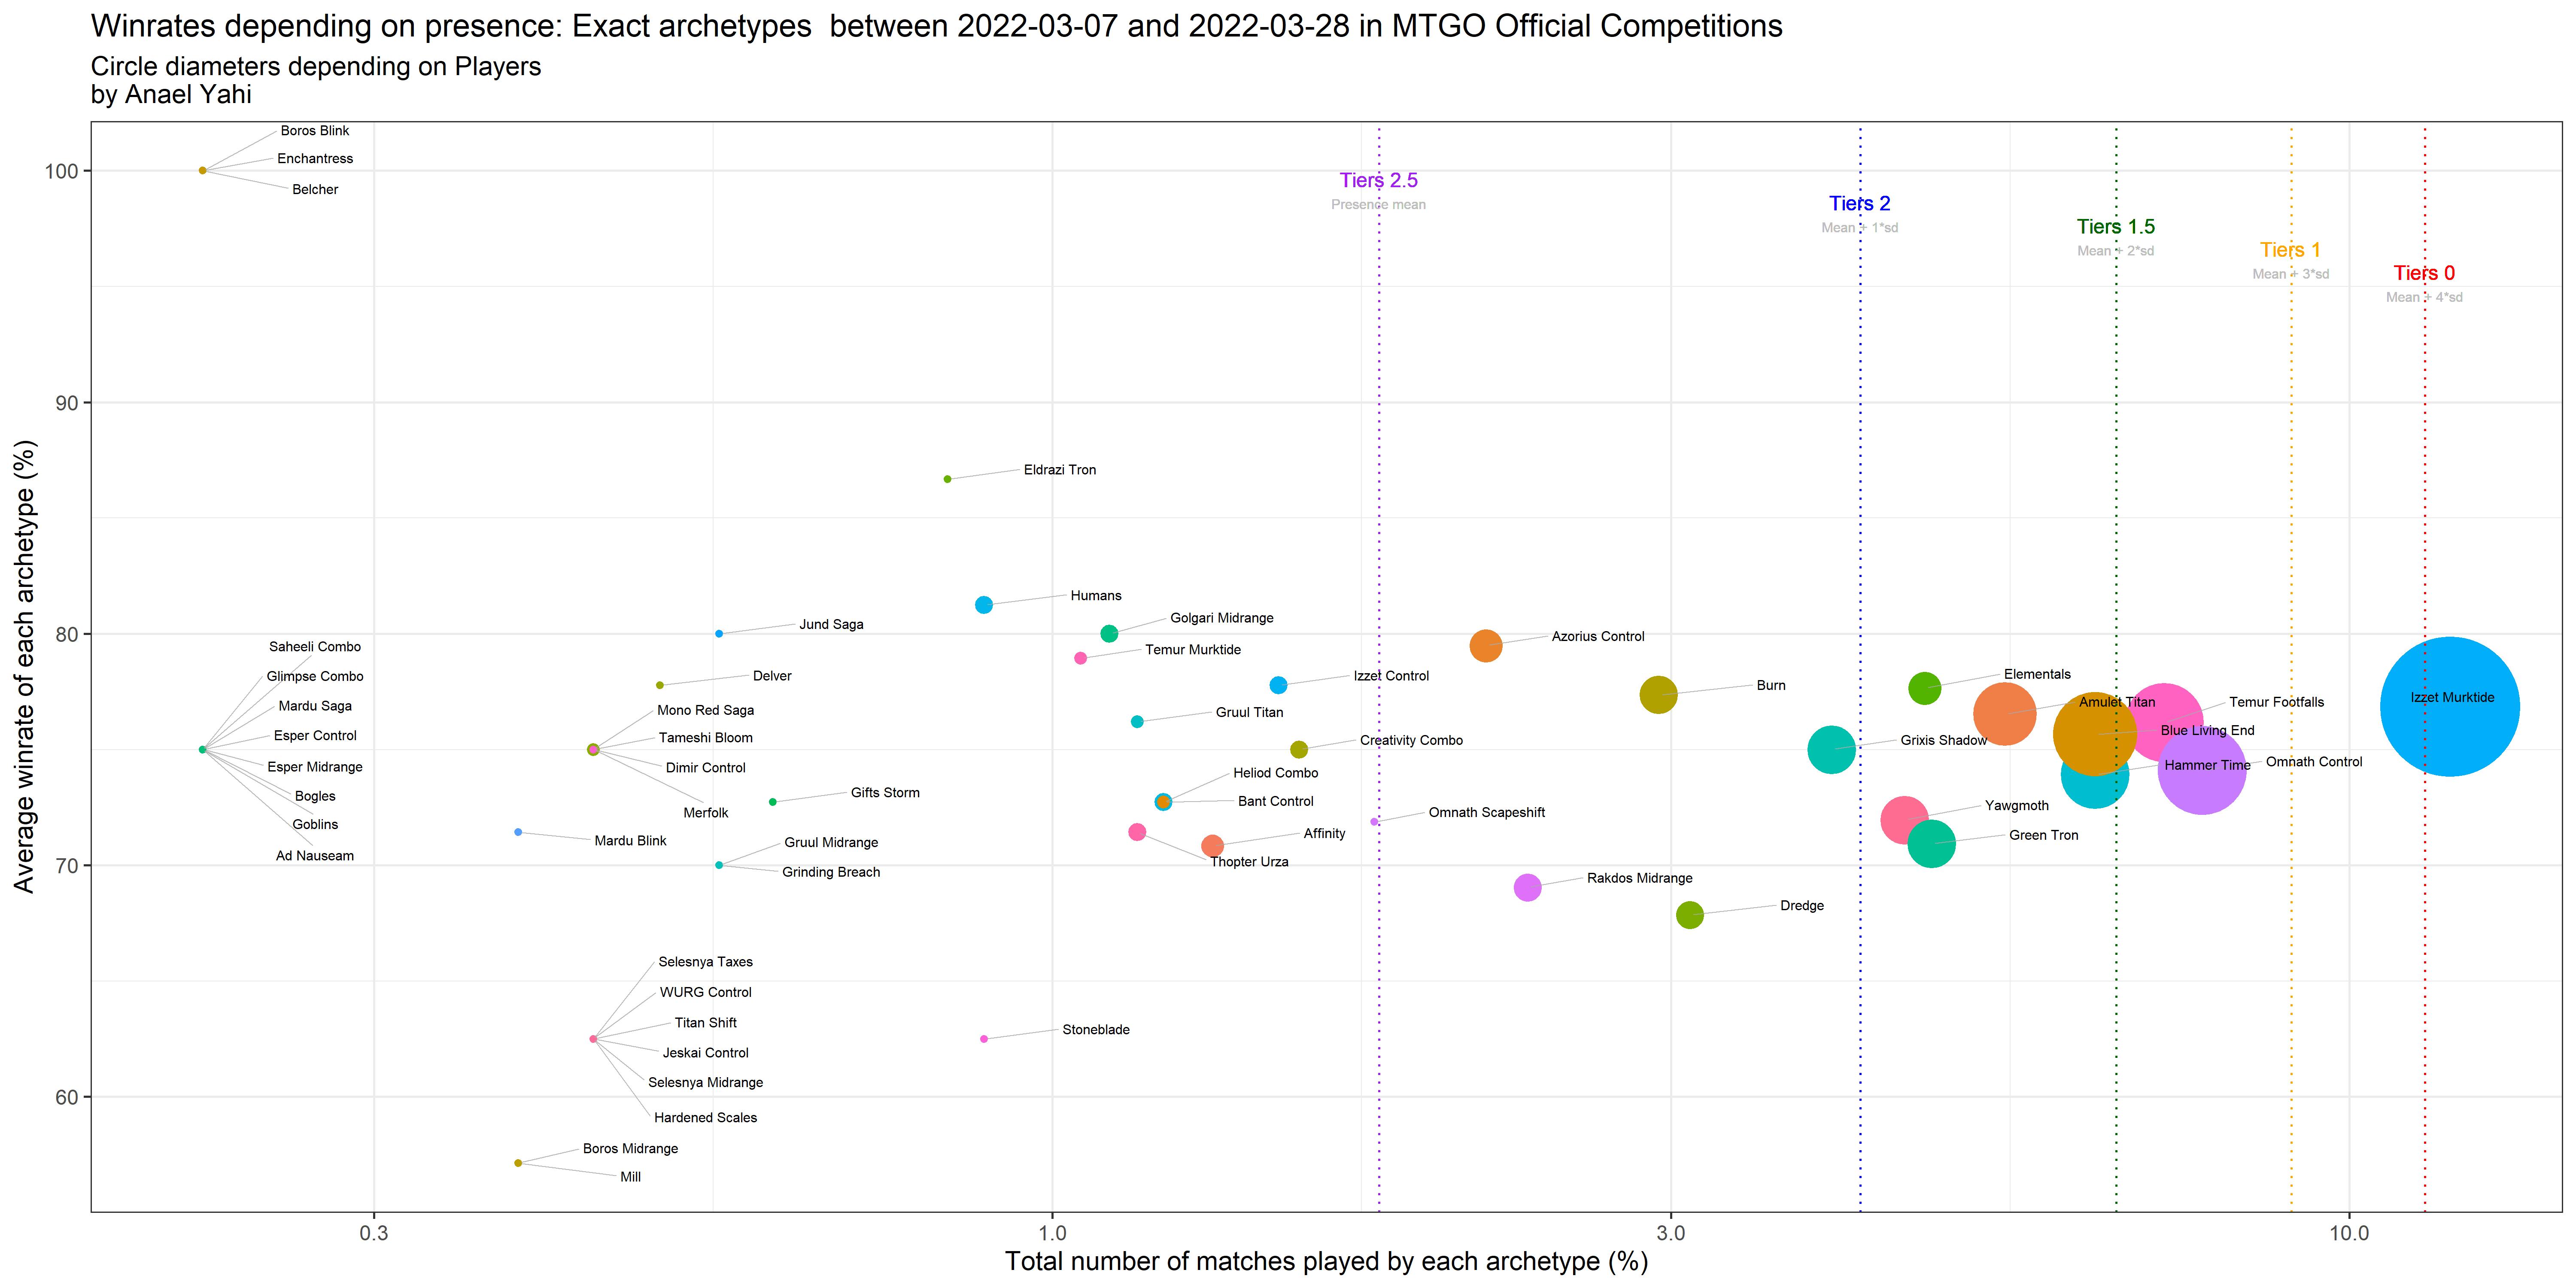 Winrates depending on presence: Exact archetypes  between 2022-03-07 and 2022-03-28 in MTGO Official Competitions
Circle diameters depending on Players
by Anael Yahi
Average winrate of each archetype (%)
100
90
80
70
60
Boros Blink
Enchantress
Belcher
Tiers 2.5
Presence mean
Tiers 2
Mean + 1*sd
Tiers 1.5
Mean + 2*sd
Tiers 1
Mean + 3*sd
Tiers 0
Mean + 4*sd
Eldrazi Tron
Humans
Golgari Midrange
Jund Saga
Azorius Control
Saheeli Combo
Temur Murktide
Elementals
Glimpse Combo
Delver
Izzet Control
Burn
Izzet Murktide
Amulet Titan
Temur Footfalls
Mardu Saga
Mono Red Saga
Gruul Titan
Blue Living End
Esper Control
Tameshi Bloom
Creativity Combo
Grixis Shadow
Hammer Time
Omnath Control
Esper Midrange
Dimir Control
Heliod Combo
Bogles
Gifts Storm
Bant Control
Yawgmoth
Merfolk
Omnath Scapeshift
Goblins
Affinity
Green Tron
Mardu Blink
Gruul Midrange
Ad Nauseam
Thopter Urza
Grinding Breach
Rakdos Midrange
Dredge
Selesnya Taxes
WURG Control
Titan Shift
Stoneblade
Jeskai Control
Selesnya Midrange
Hardened Scales
Boros Midrange
Mill
0.3
1.0
3.0
10.0
Total number of matches played by each archetype (%)